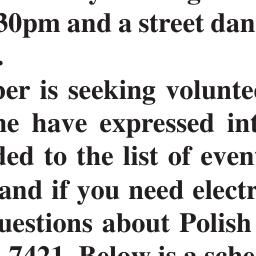 30pm and a street dan
.
ber is seeking voluntee
ne have expressed int
ded to the list of even
and if you need electr
uestions about Polish
7421. Below is a sche